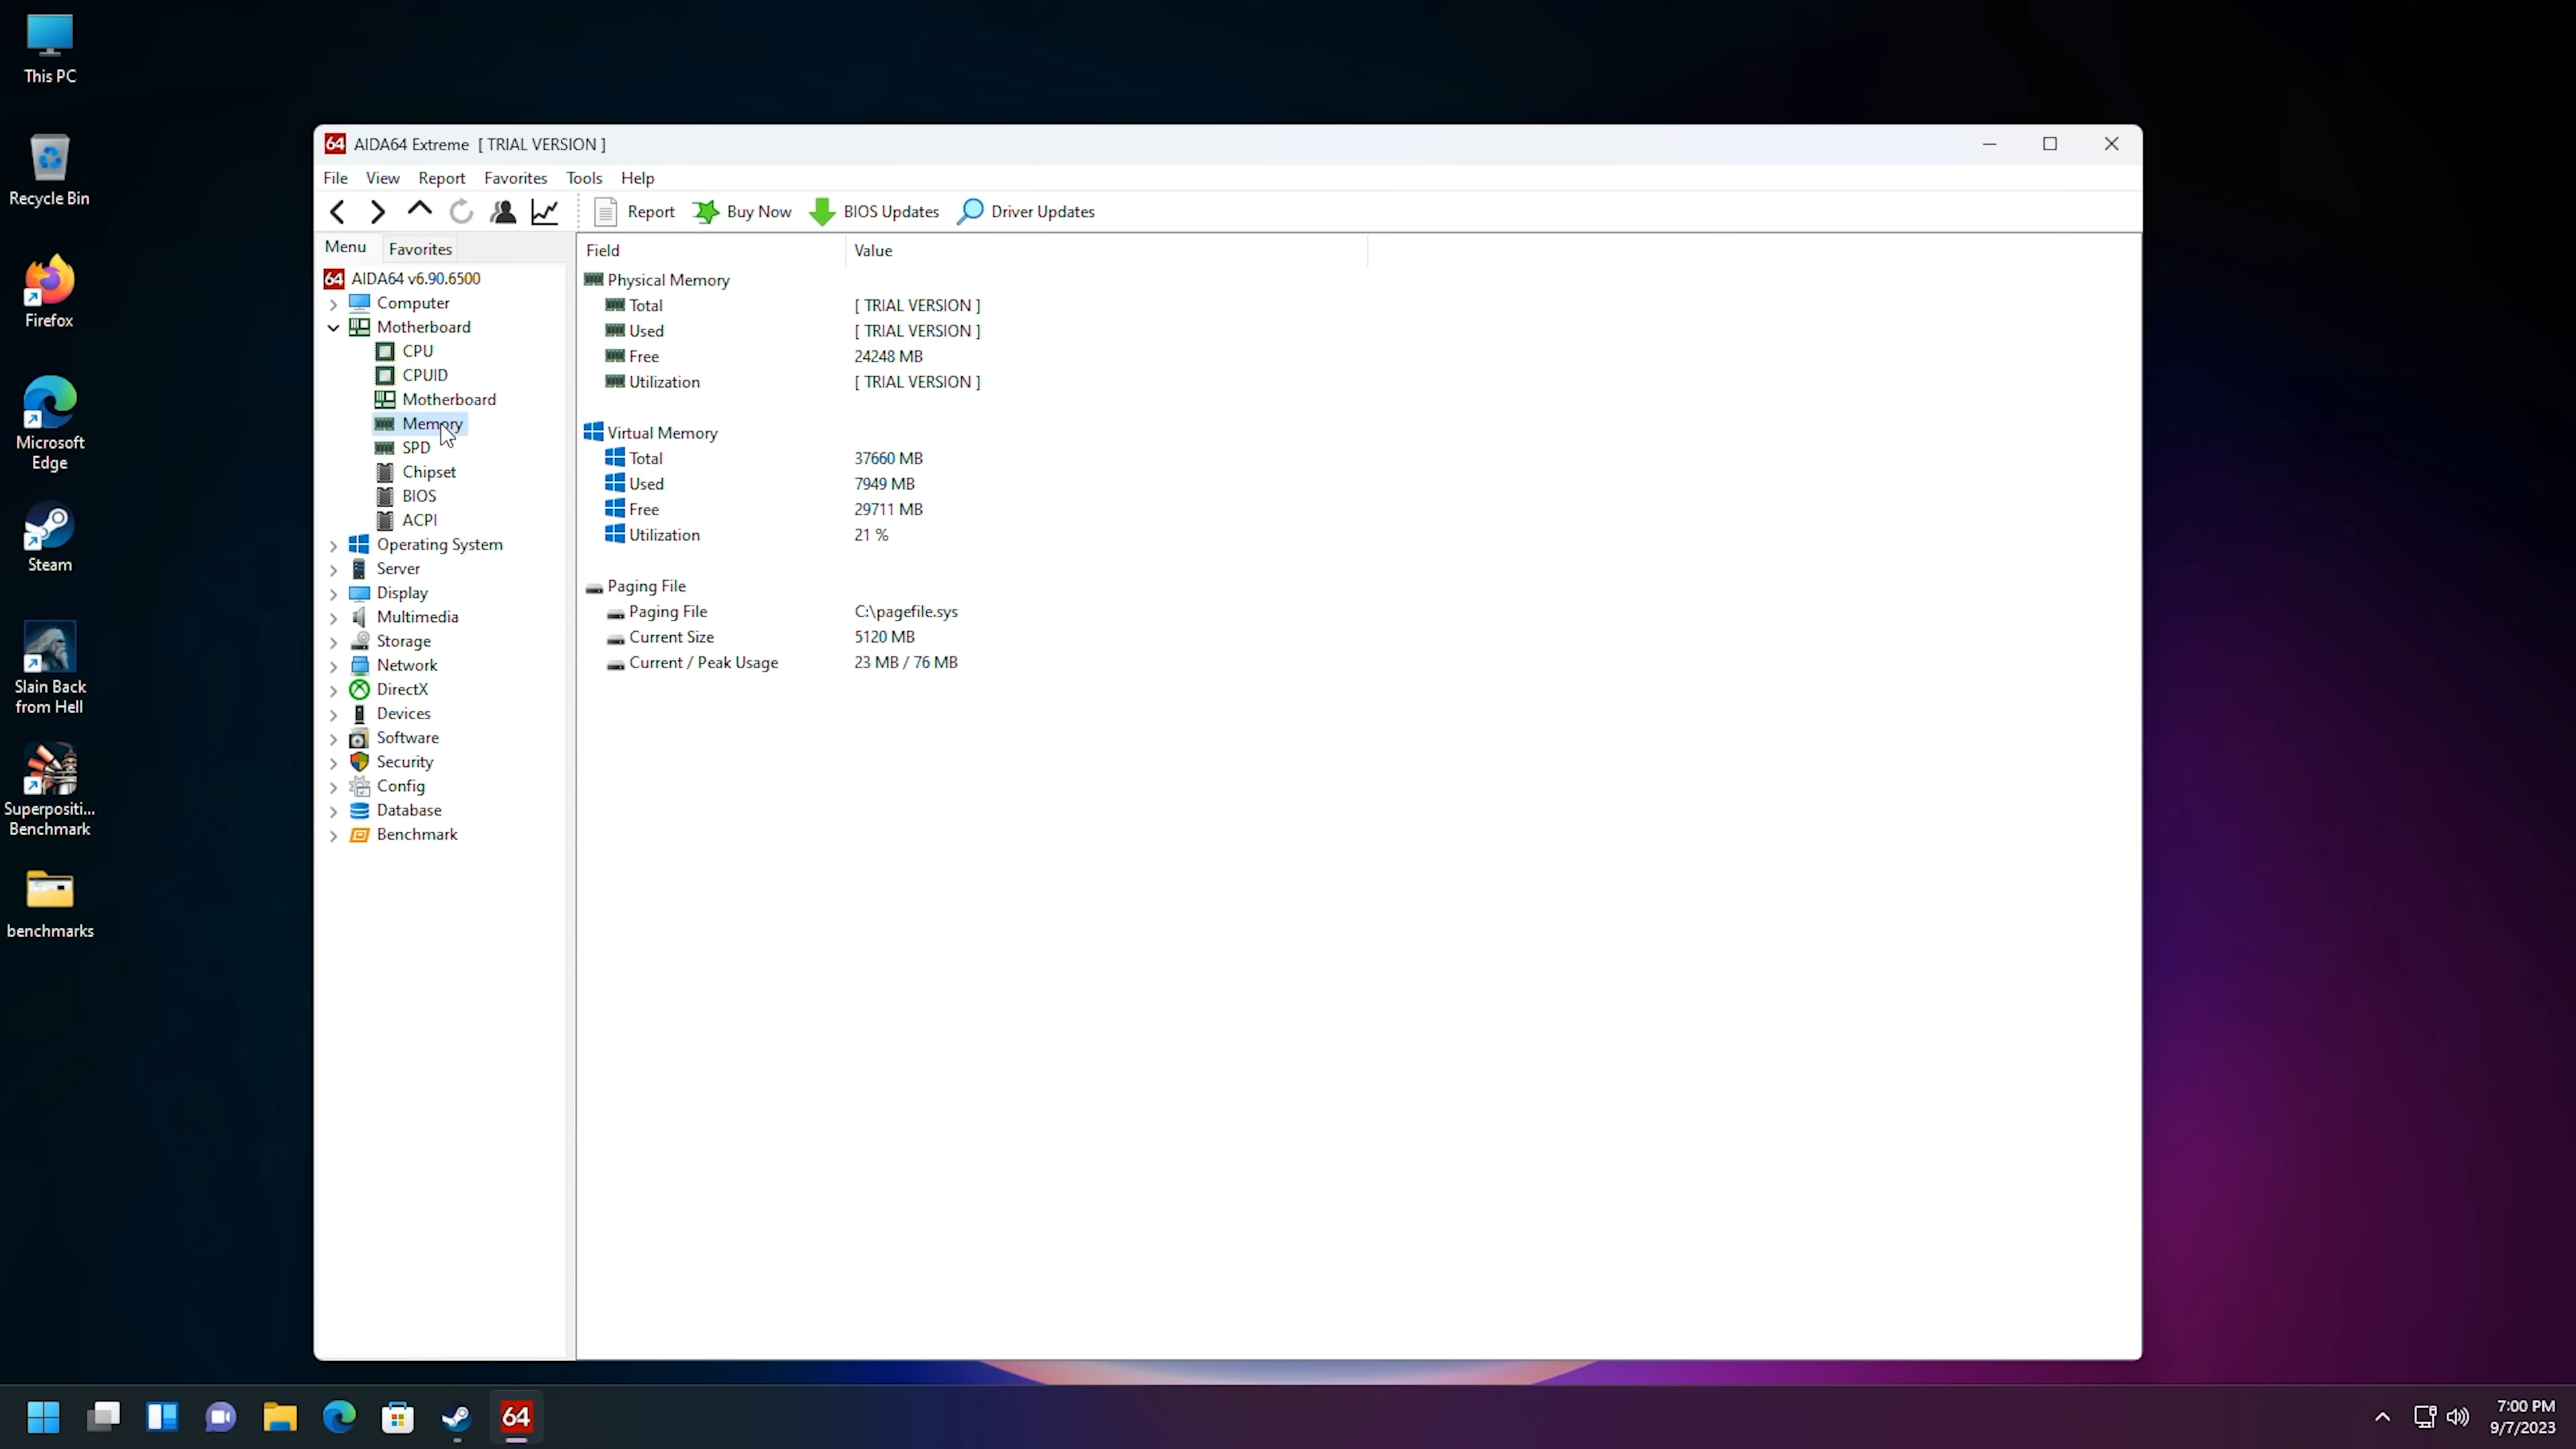 This PC
Recycle Bin
Firefox
Microsoft
Edge
Steam
Slain Back
from Hell
Superpositi...
Benchmark
benchmarks
64 AIDA64 Extreme [ TRIAL VERSION ]
File View Report Favorites Tools Help
Report Buy Now BIOS Updates Driver Updates
Menu Favorites
64 AIDA64 v6.90.6500
Computer
Motherboard
CPU
CPUID
Motherboard
Memory
SPD
Chipset
BIOS
ACPI
Operating System
Server
Display
Multimedia
Storage
Network
DirectX
Devices
Software
Security
Config
Database
Benchmark
Field Value
Physical Memory
Total [ TRIAL VERSION ]
Used [ TRIAL VERSION ]
Free 24248 MB
Utilization [ TRIAL VERSION ]
Virtual Memory
Total 37660 MB
Used 7949 MB
Free 29711 MB
Utilization 21 %
Paging File
Paging File C:\pagefile.sys
Current Size 5120 MB
Current / Peak Usage 23 MB / 76 MB
64
7:00 PM
9/7/2023